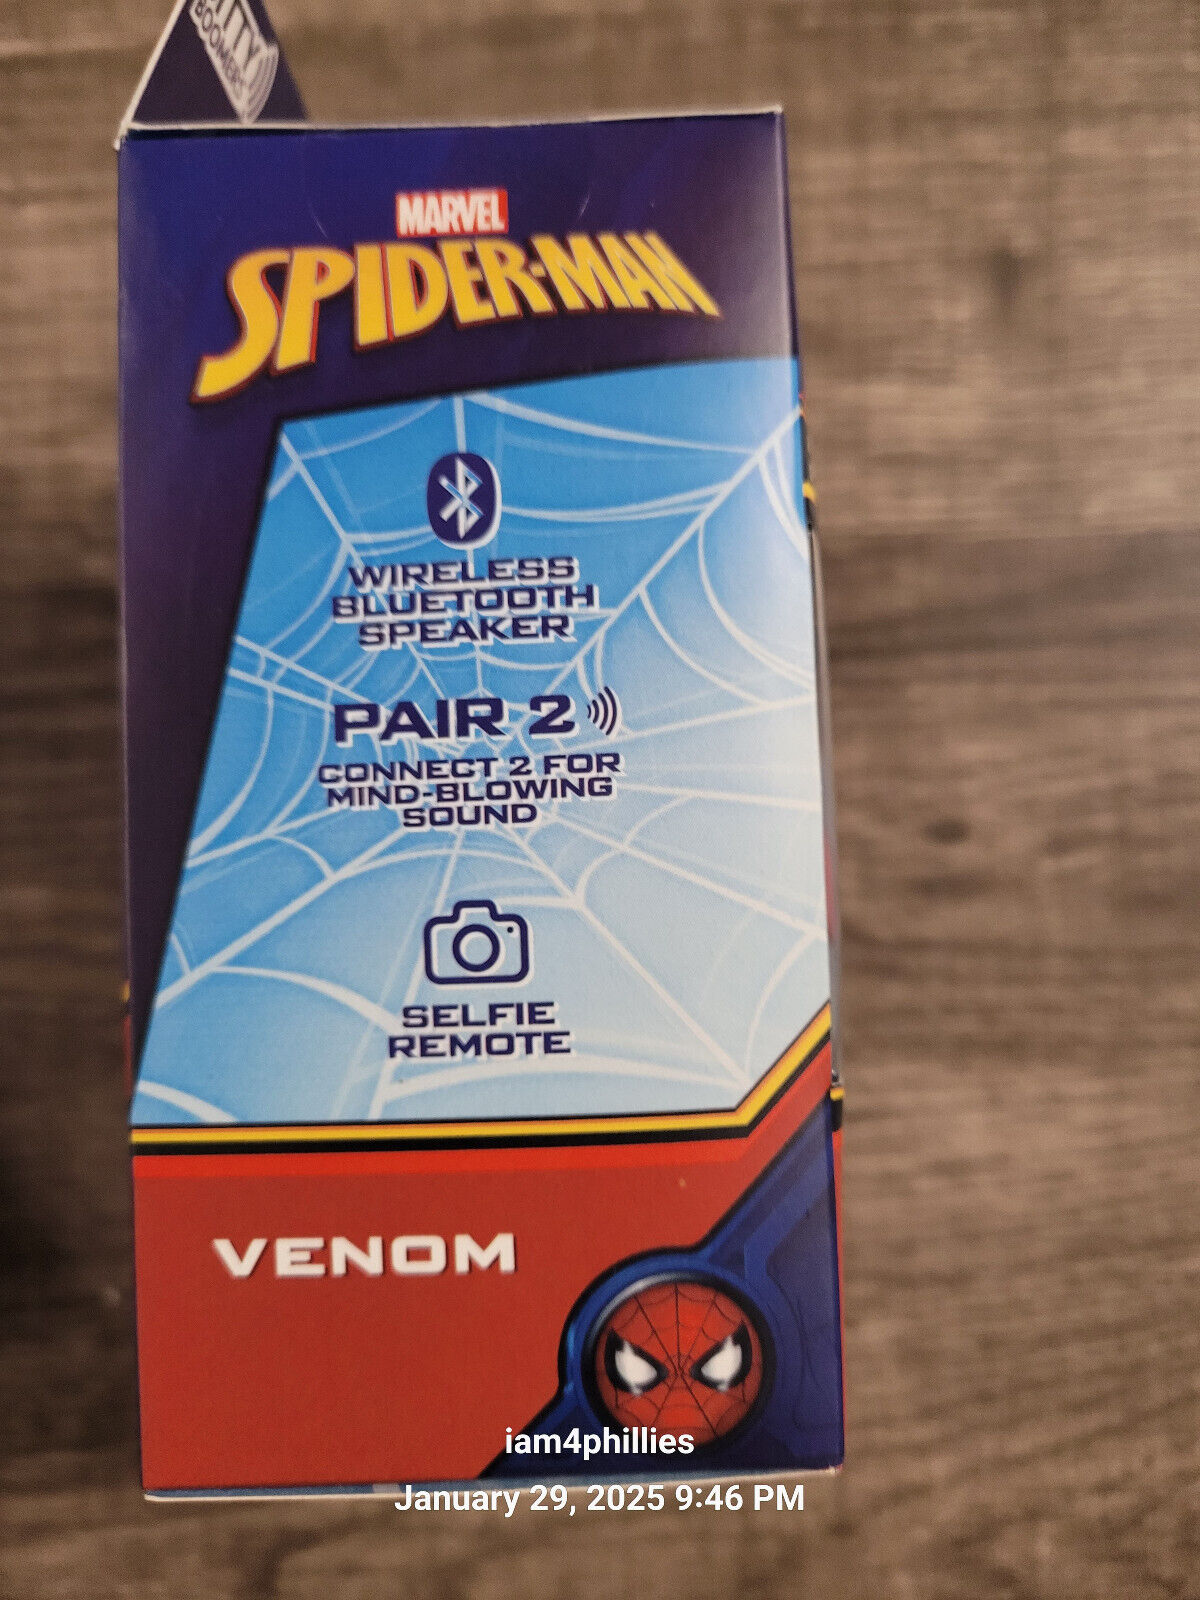 BOOMERS
MARVEL
SPIDER-MAN
WIRELESS
BLUETOOTH
SPEAKER
PAIR 2
CONNECT 2 FOR
MIND-BLOWING
SOUND
SELFIE
REMOTE
VENOM
iam4phillies
January 29, 2025 9:46 PM